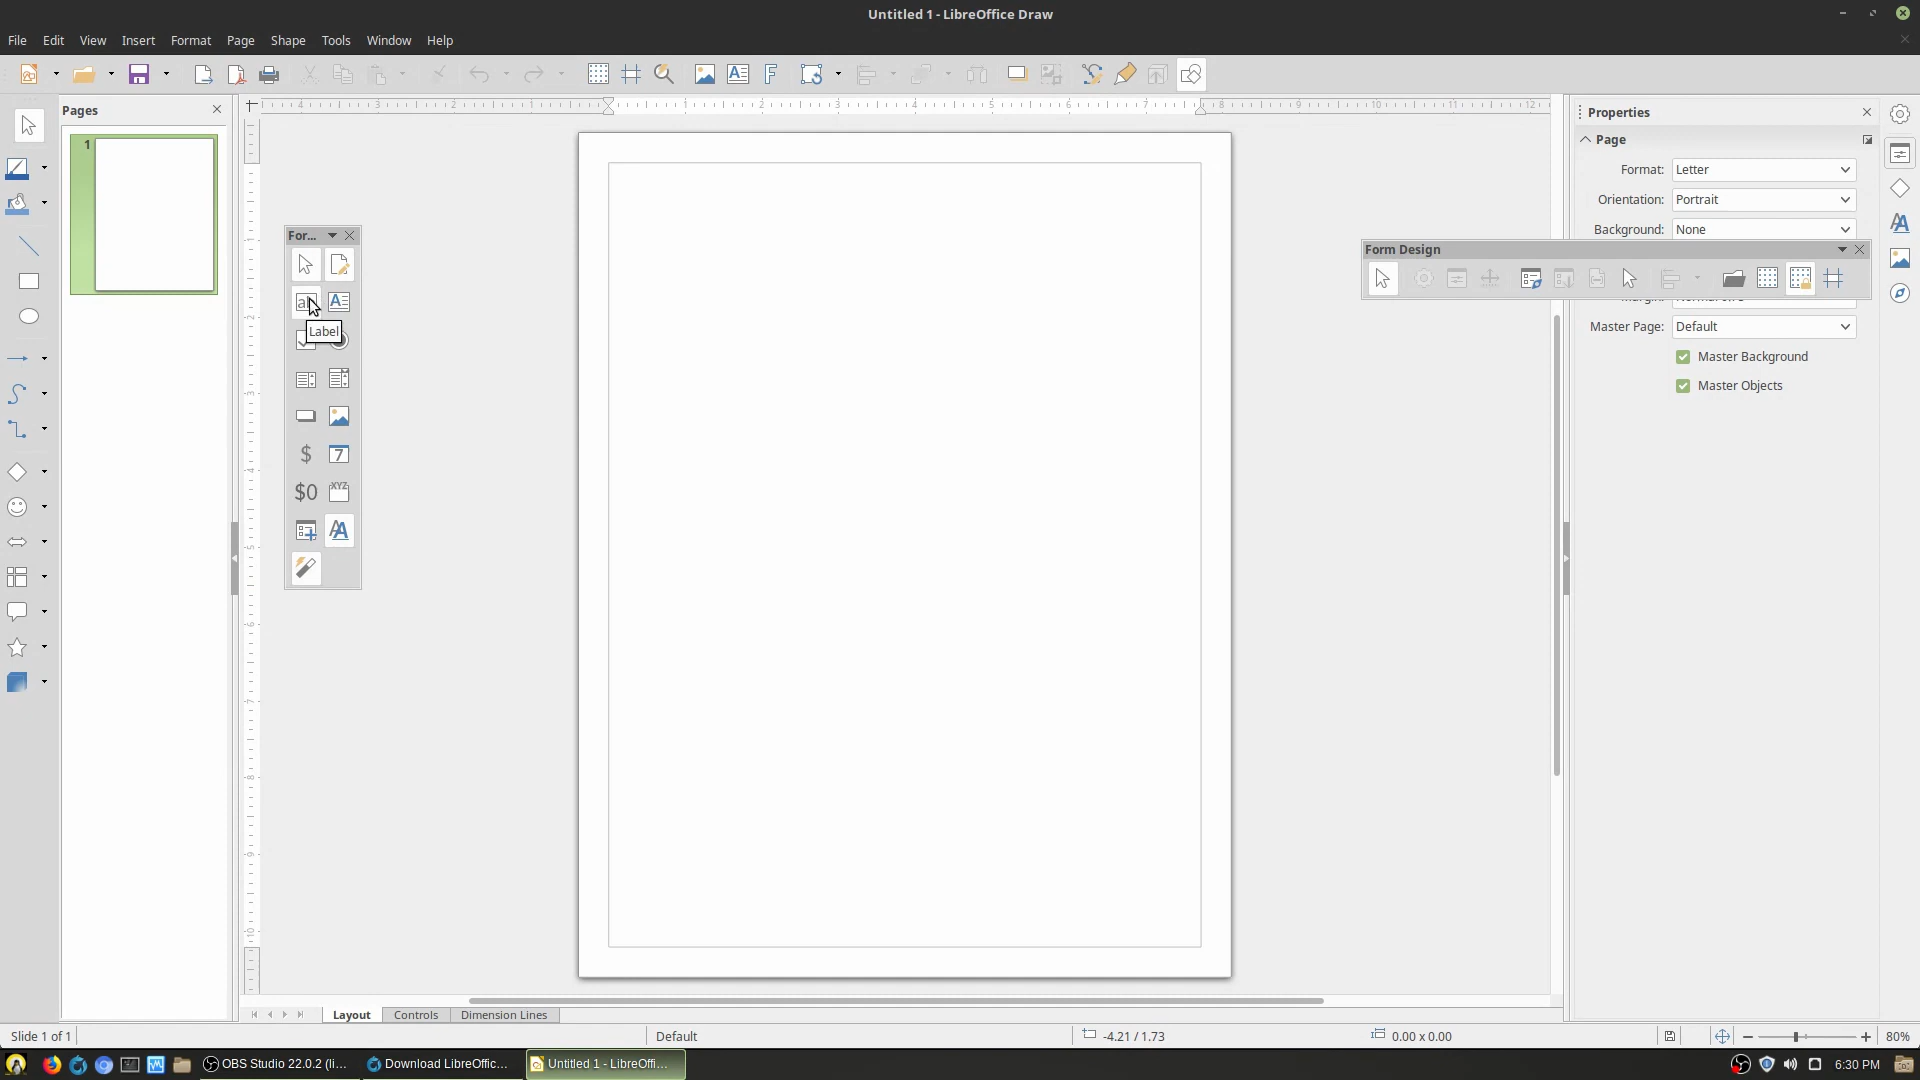 Untitled 1 - LibreOffice Draw
File Edit View Insert Format Page Shape Tools Window Help
Pages
1
Properties
Page
Format: Letter
Orientation: Portrait
Background: None
For...
Form Design
Label
Master Page: Default
Master Background
Master Objects
$
7
$0
XYZ
Layout Controls Dimension Lines
Slide 1 of 1
Default
-4.21 / 1.73
0.00 x 0.00
80%
OBS Studio 22.0.2 (li...
Download LibreOffic...
Untitled 1 - LibreOffi...
6:30 PM